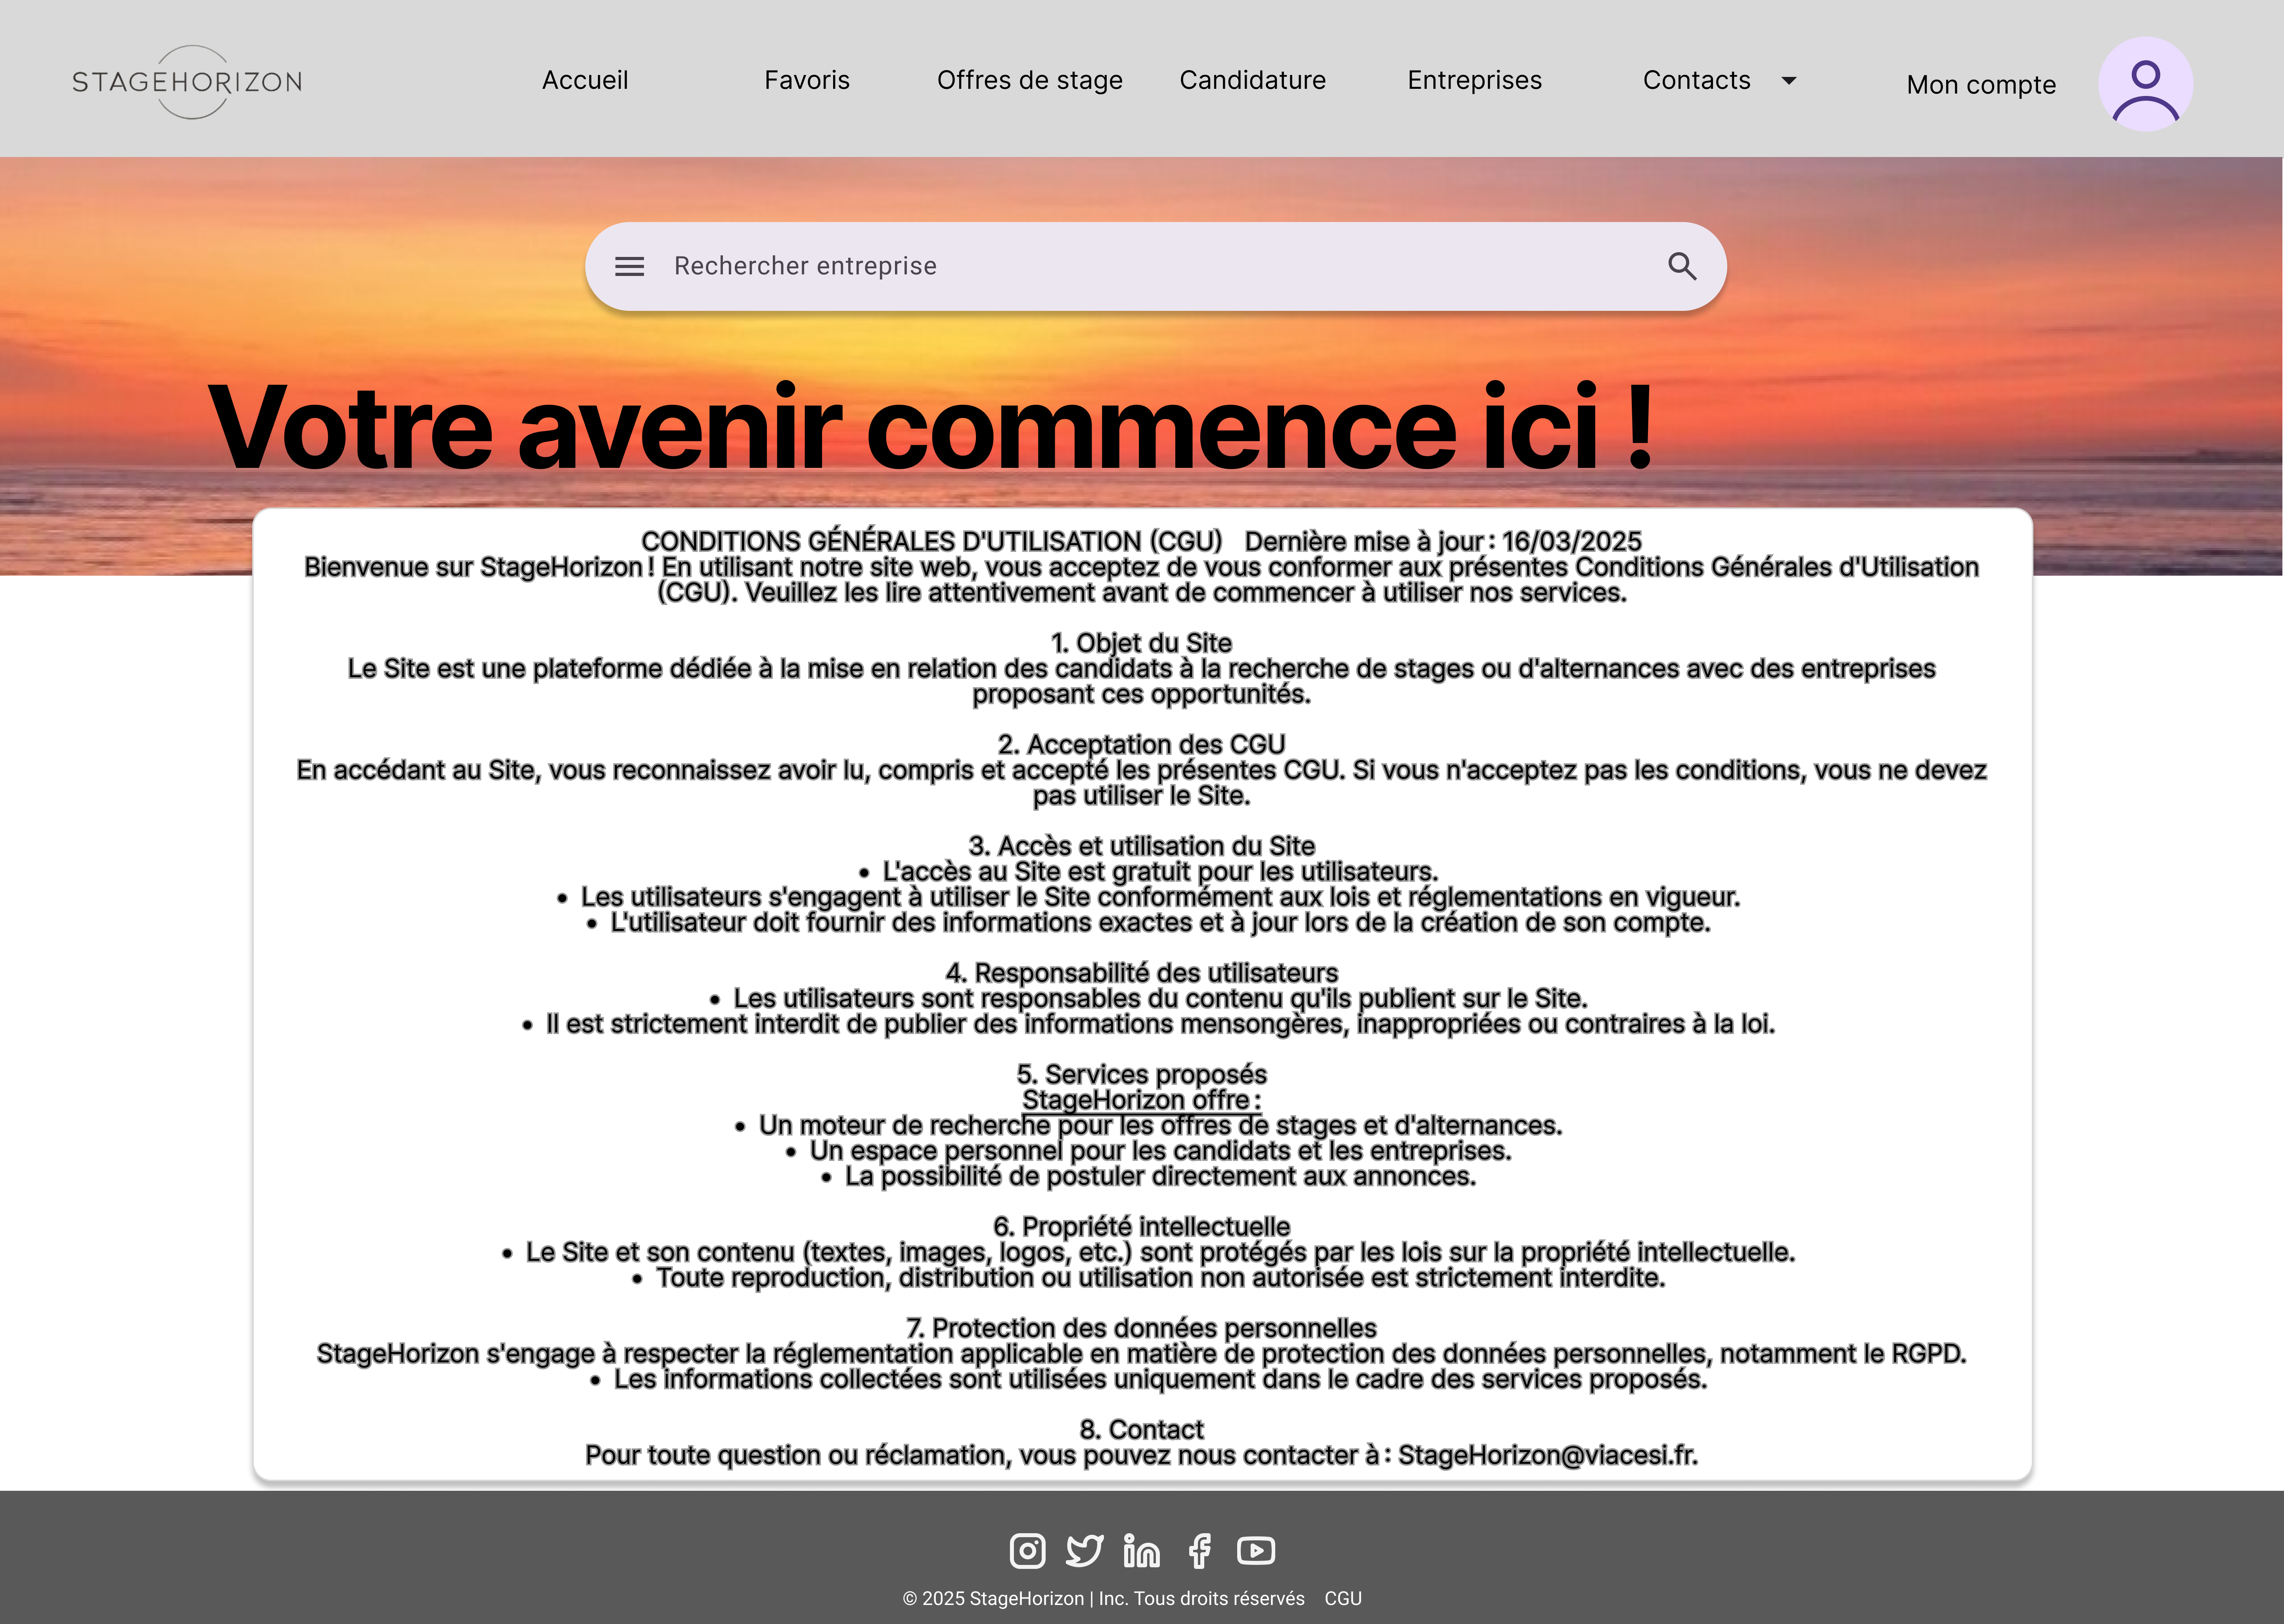 STAGEHORIZON
Accueil
Favoris
Offres de stage
Candidature
Entreprises
Contacts
Mon compte
Rechercher entreprise
Votre avenir commence ici !
CONDITIONS GÉNÉRALES D'UTILISATION (CGU)   Dernière mise à jour : 16/03/2025
Bienvenue sur StageHorizon ! En utilisant notre site web, vous acceptez de vous conformer aux présentes Conditions Générales d'Utilisation
(CGU). Veuillez les lire attentivement avant de commencer à utiliser nos services.
1. Objet du Site
Le Site est une plateforme dédiée à la mise en relation des candidats à la recherche de stages ou d'alternances avec des entreprises
proposant ces opportunités.
2. Acceptation des CGU
En accédant au Site, vous reconnaissez avoir lu, compris et accepté les présentes CGU. Si vous n'acceptez pas les conditions, vous ne devez
pas utiliser le Site.
3. Accès et utilisation du Site
• L'accès au Site est gratuit pour les utilisateurs.
• Les utilisateurs s'engagent à utiliser le Site conformément aux lois et réglementations en vigueur.
• L'utilisateur doit fournir des informations exactes et à jour lors de la création de son compte.
4. Responsabilité des utilisateurs
• Les utilisateurs sont responsables du contenu qu'ils publient sur le Site.
• Il est strictement interdit de publier des informations mensongères, inappropriées ou contraires à la loi.
5. Services proposés
StageHorizon offre :
• Un moteur de recherche pour les offres de stages et d'alternances.
• Un espace personnel pour les candidats et les entreprises.
• La possibilité de postuler directement aux annonces.
6. Propriété intellectuelle
• Le Site et son contenu (textes, images, logos, etc.) sont protégés par les lois sur la propriété intellectuelle.
• Toute reproduction, distribution ou utilisation non autorisée est strictement interdite.
7. Protection des données personnelles
StageHorizon s'engage à respecter la réglementation applicable en matière de protection des données personnelles, notamment le RGPD.
• Les informations collectées sont utilisées uniquement dans le cadre des services proposés.
8. Contact
Pour toute question ou réclamation, vous pouvez nous contacter à : StageHorizon@viacesi.fr.
© 2025 StageHorizon | Inc. Tous droits réservés   CGU